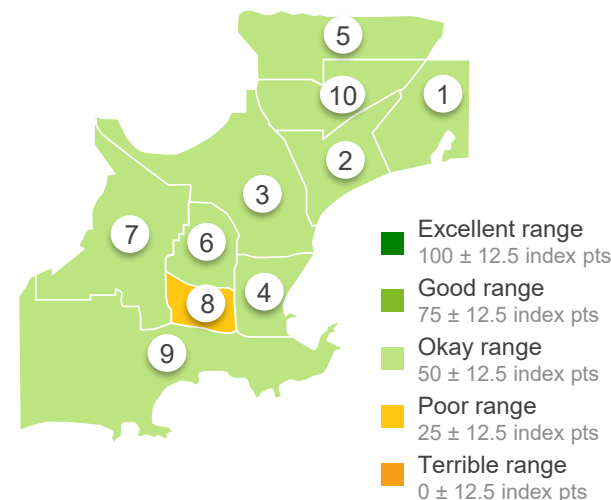 5
10
1
2
3
7
6
8
4
9
Excellent range
100 ± 12.5 index pts
Good range
75 ± 12.5 index pts
Okay range
50 ± 12.5 index pts
Poor range
25 ± 12.5 index pts
Terrible range
0 ± 12.5 index pts